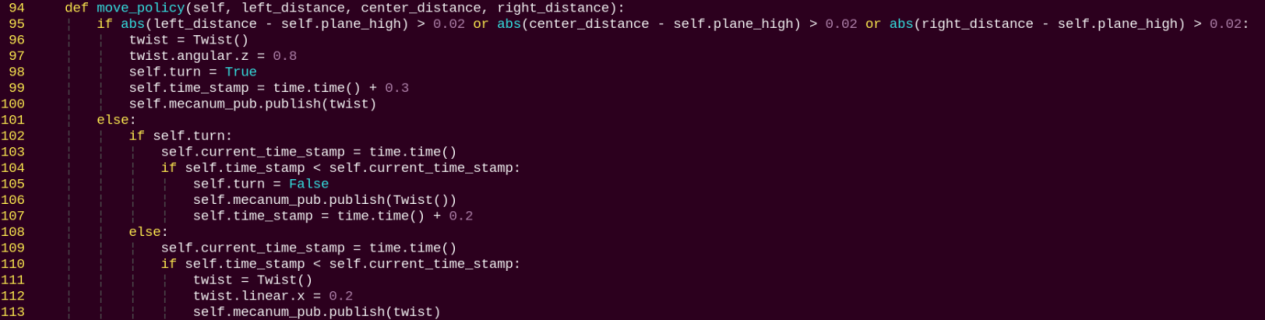 94 def move_policy(self, left_distance, center_distance, right_distance):
95 if abs(left_distance - self.plane_high) > 0.02 or abs(center_distance - self.plane_high) > 0.02 or abs(right_distance - self.plane_high) > 0.02:
96 twist = Twist()
97 twist.angular.z = 0.8
98 self.turn = True
99 self.time_stamp = time.time() + 0.3
100 self.mecanum_pub.publish(twist)
101 else:
102 if self.turn:
103 self.current_time_stamp = time.time()
104 if self.time_stamp < self.current_time_stamp:
105 self.turn = False
106 self.mecanum_pub.publish(Twist())
107 self.time_stamp = time.time() + 0.2
108 else:
109 self.current_time_stamp = time.time()
110 if self.time_stamp < self.current_time_stamp:
111 twist = Twist()
112 twist.linear.x = 0.2
113 self.mecanum_pub.publish(twist)